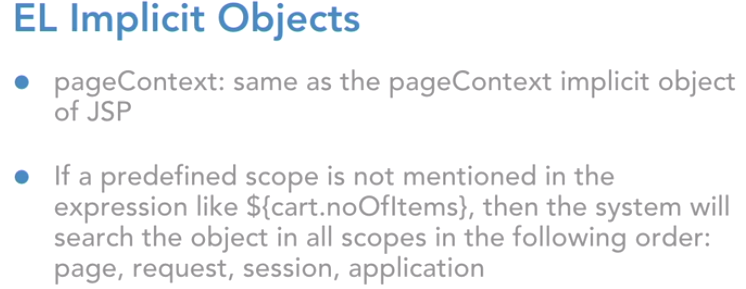 EL Implicit Objects
● pageContext: same as the pageContext implicit object
of JSP
● If a predefined scope is not mentioned in the
expression like ${cart.noOfItems}, then the system will
search the object in all scopes in the following order:
page, request, session, application